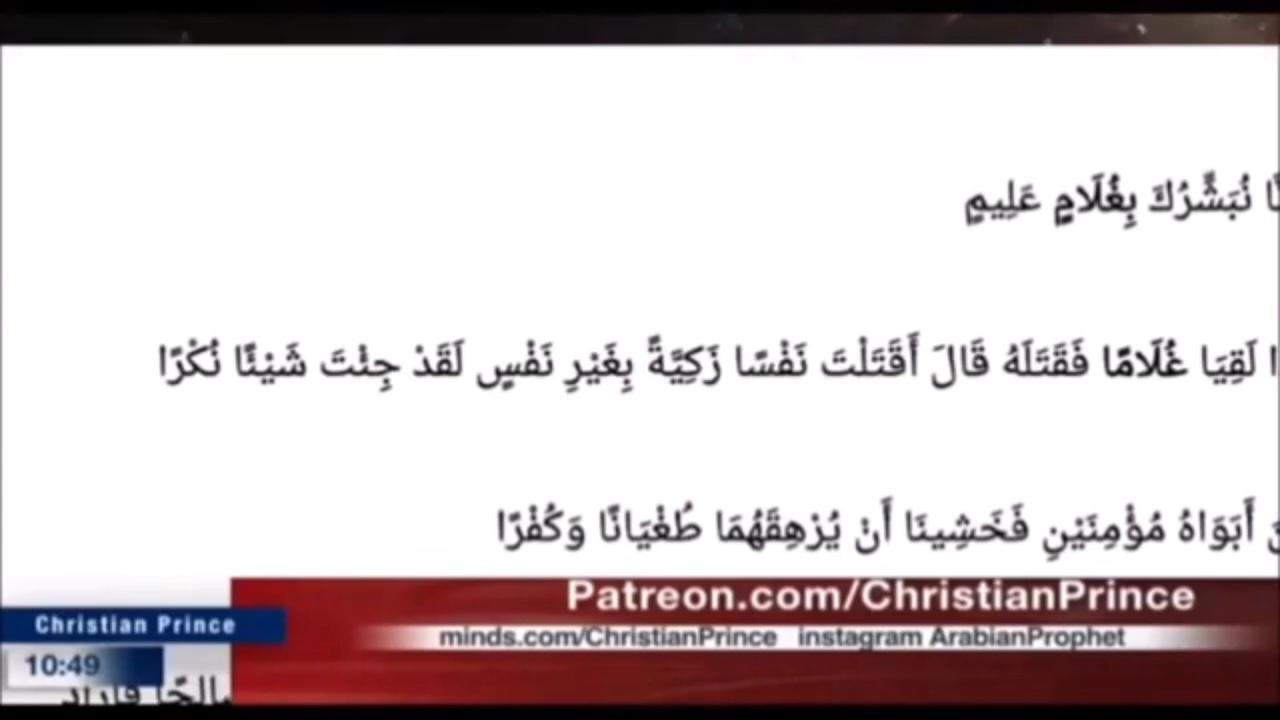 نُبَشِّرُكَ بِغُلَامٍ عَلِيمٍ
لَقِيَا غُلَامًا فَقَتَلَهُ قَالَ أَقَتَلْتَ نَفْسًا زَكِيَّةً بِغَيْرِ نَفْسٍ لَقَدْ جِئْتَ شَيْئًا نُكْرًا
أَبَوَاهُ مُؤْمِنَيْنِ فَخَشِينَا أَنْ يُرْهِقَهُمَا طُغْيَانًا وَكُفْرًا
Patreon.com/ChristianPrince
Christian Prince
minds.com/ChristianPrince instagram ArabianProphet
10:49